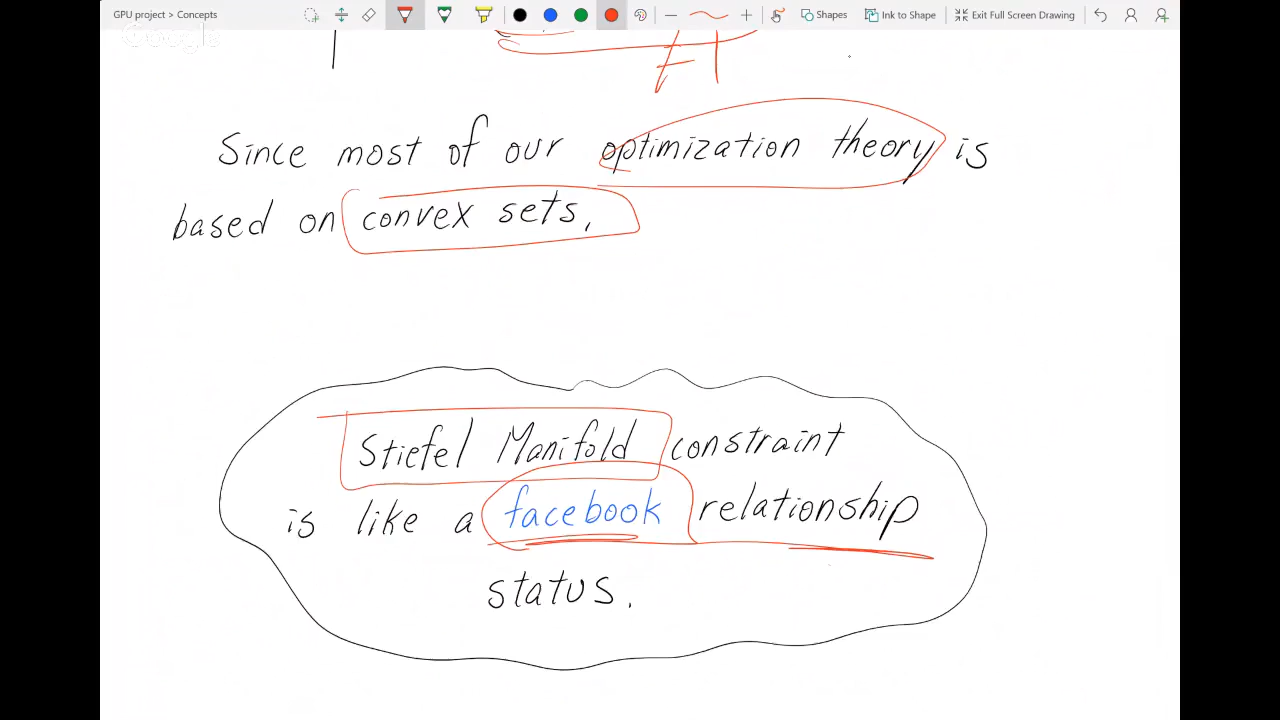 GPU project > Concepts
Shapes
Ink to Shape
Exit Full Screen Drawing
Google
Since most of our optimization theory is
based on convex sets,
Stiefel Manifold constraint
is like a facebook relationship
status.